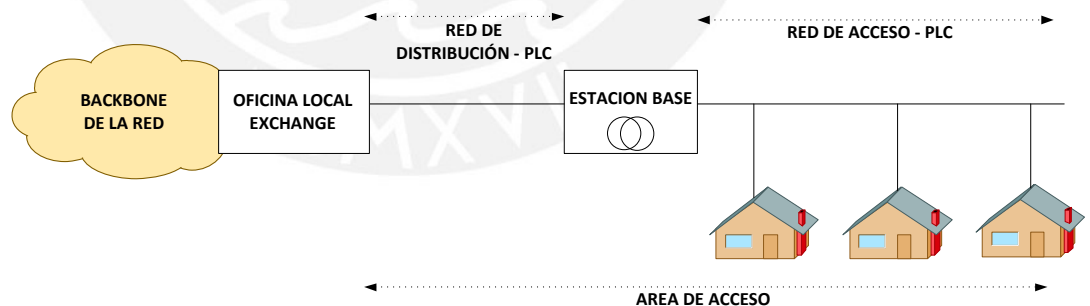 RED DE
DISTRIBUCIÓN - PLC
RED DE ACCESO - PLC
BACKBONE
DE LA RED
OFICINA LOCAL
EXCHANGE
ESTACION BASE
MXVII
AREA DE ACCESO